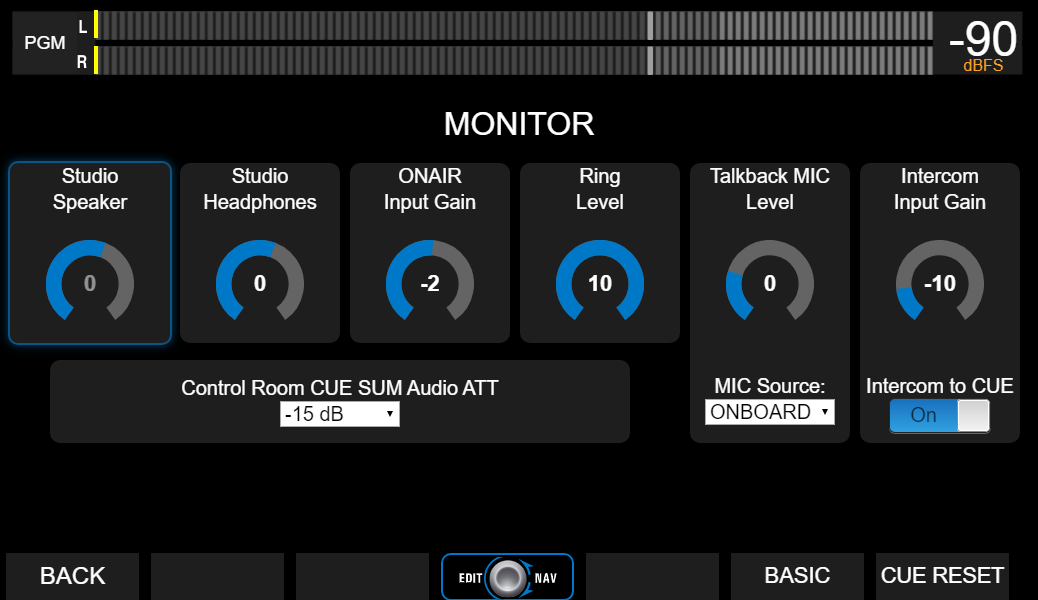 PGM
L
R
-90
dBFS
MONITOR
Studio
Speaker
0
Studio
Headphones
0
ONAIR
Input Gain
-2
Ring
Level
10
Talkback MIC
Level
0
MIC Source:
ONBOARD
Intercom
Input Gain
-10
Intercom to CUE
On
Control Room CUE SUM Audio ATT
-15 dB
BACK
EDIT
NAV
BASIC
CUE RESET